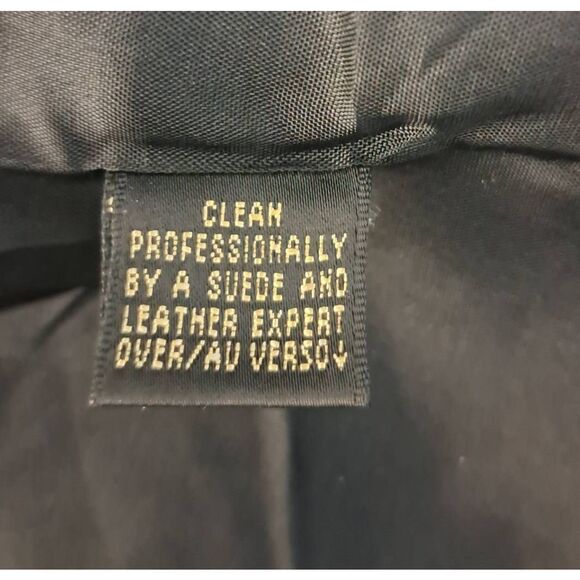 CLEAN
PROFESSIONALLY
BY A SUEDE AND
LEATHER EXPERT
OVER/AU VERSO↓